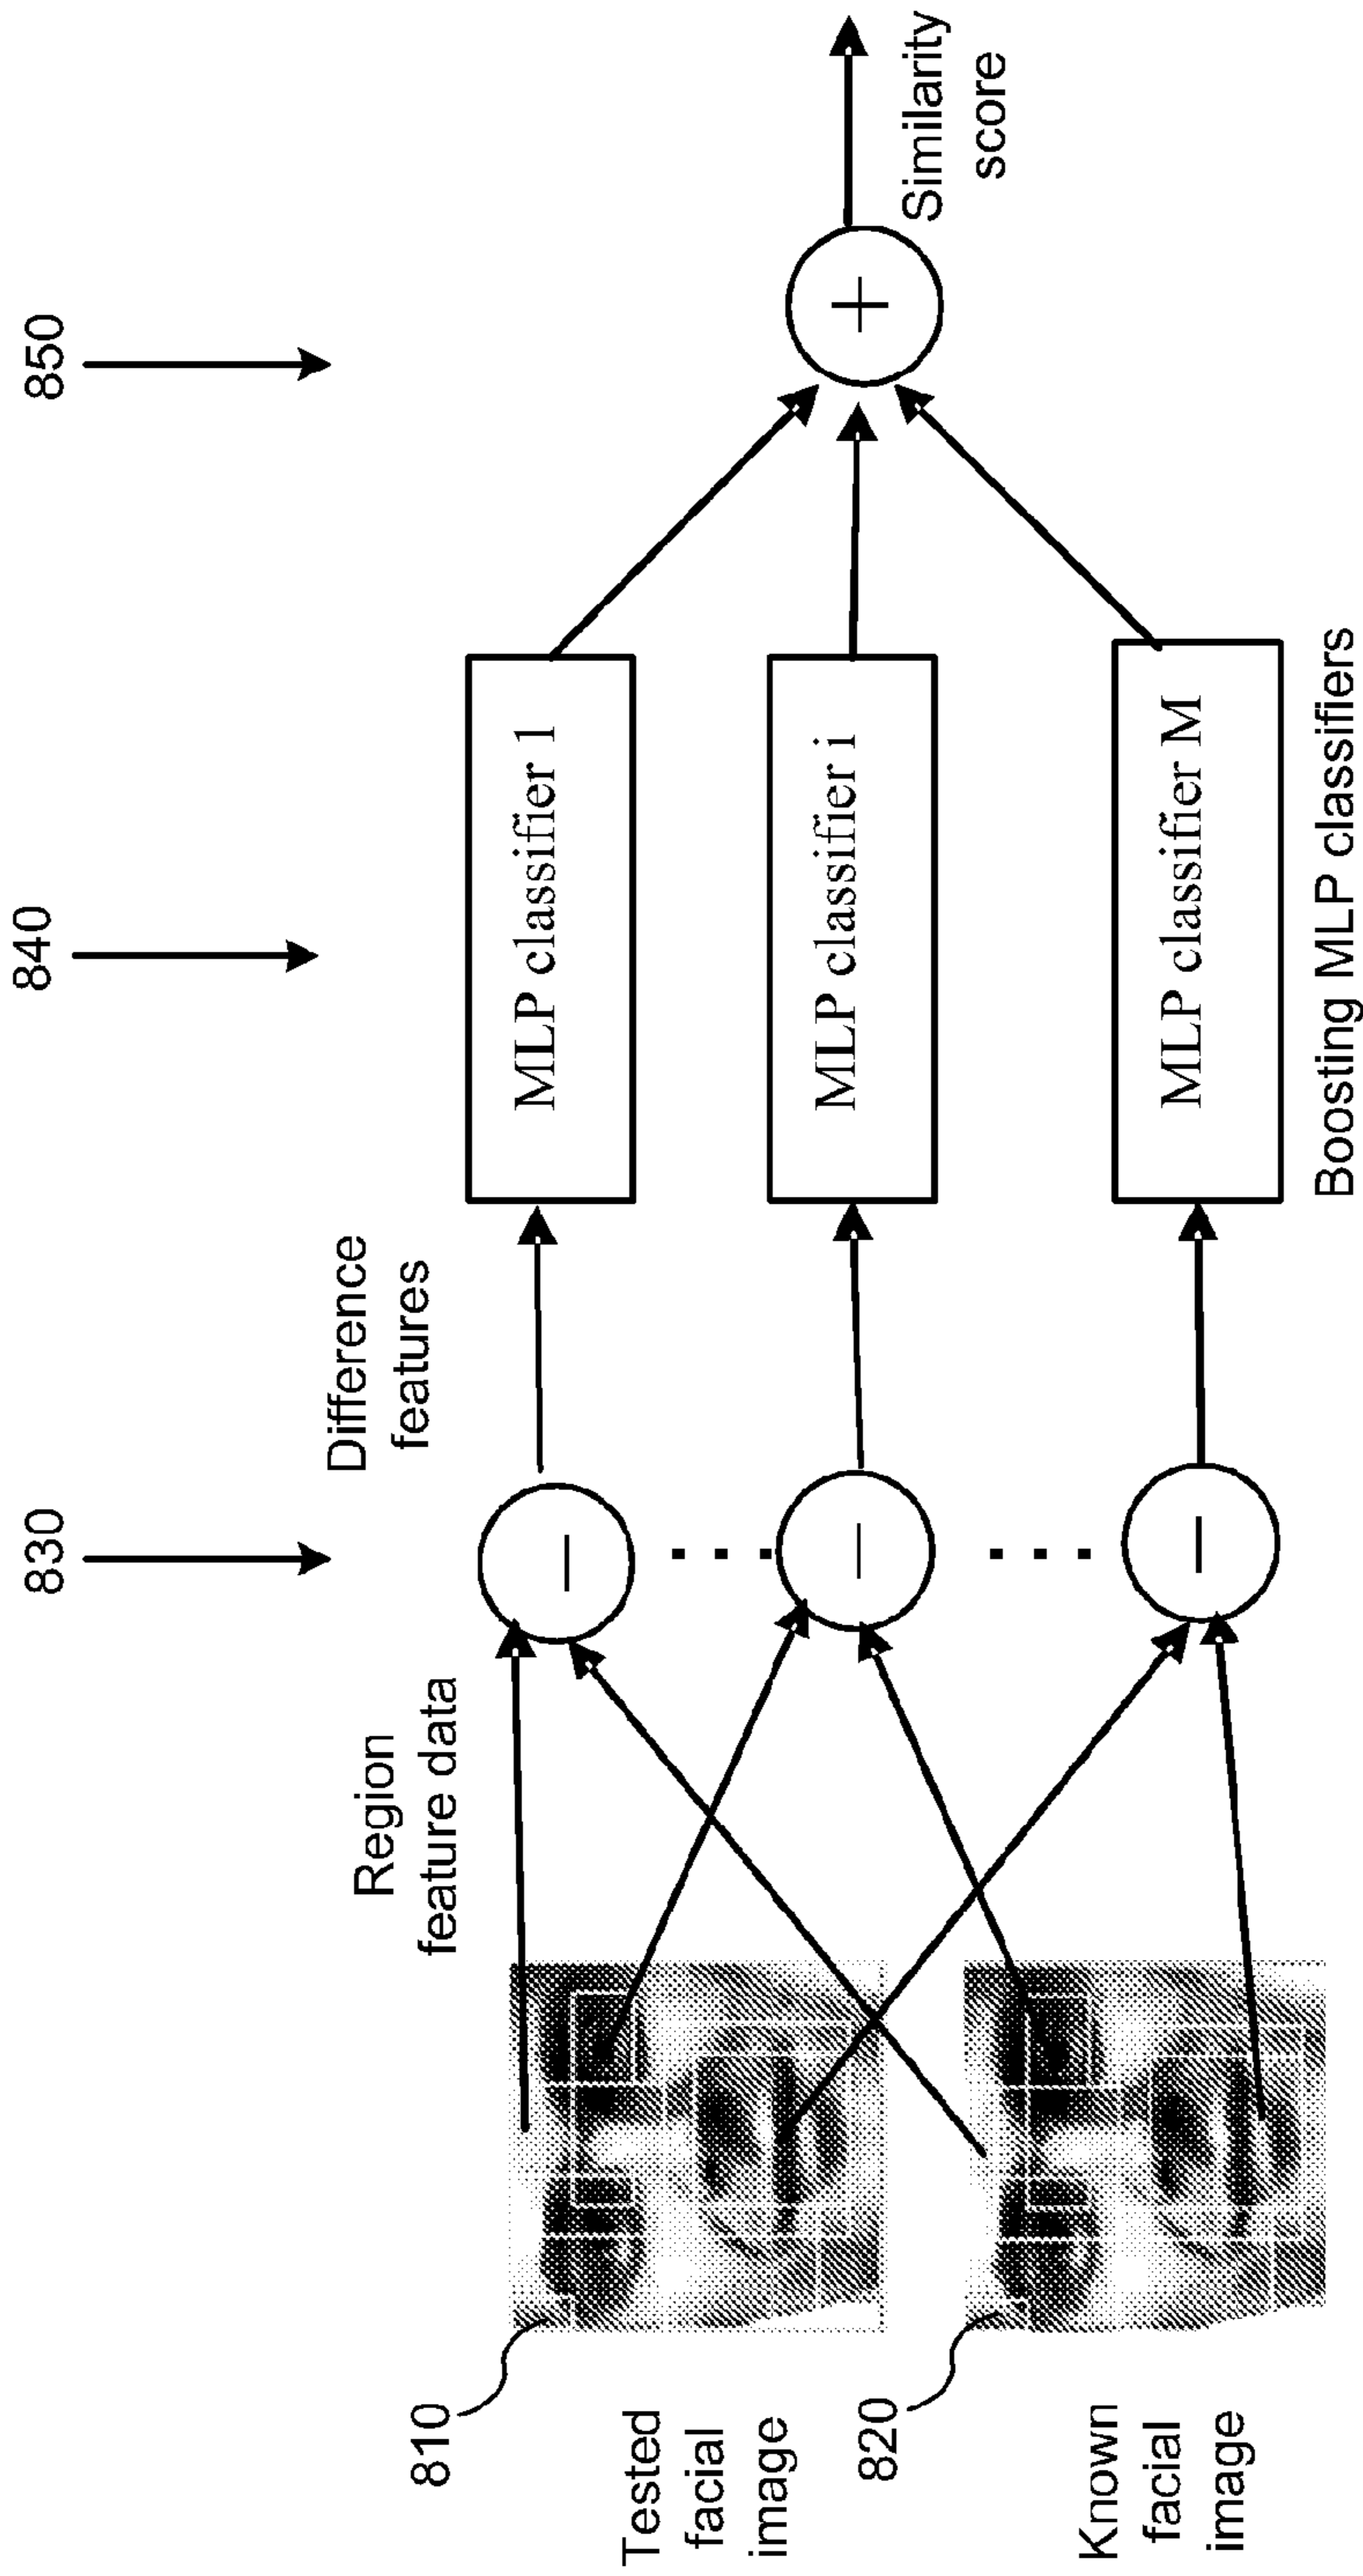 830
840
850
Region
feature data
Difference
features
810
Tested
facial
image
820
Known
facial
image
MLP classifier 1
MLP classifier i
MLP classifier M
Boosting MLP classifiers
Similarity
score